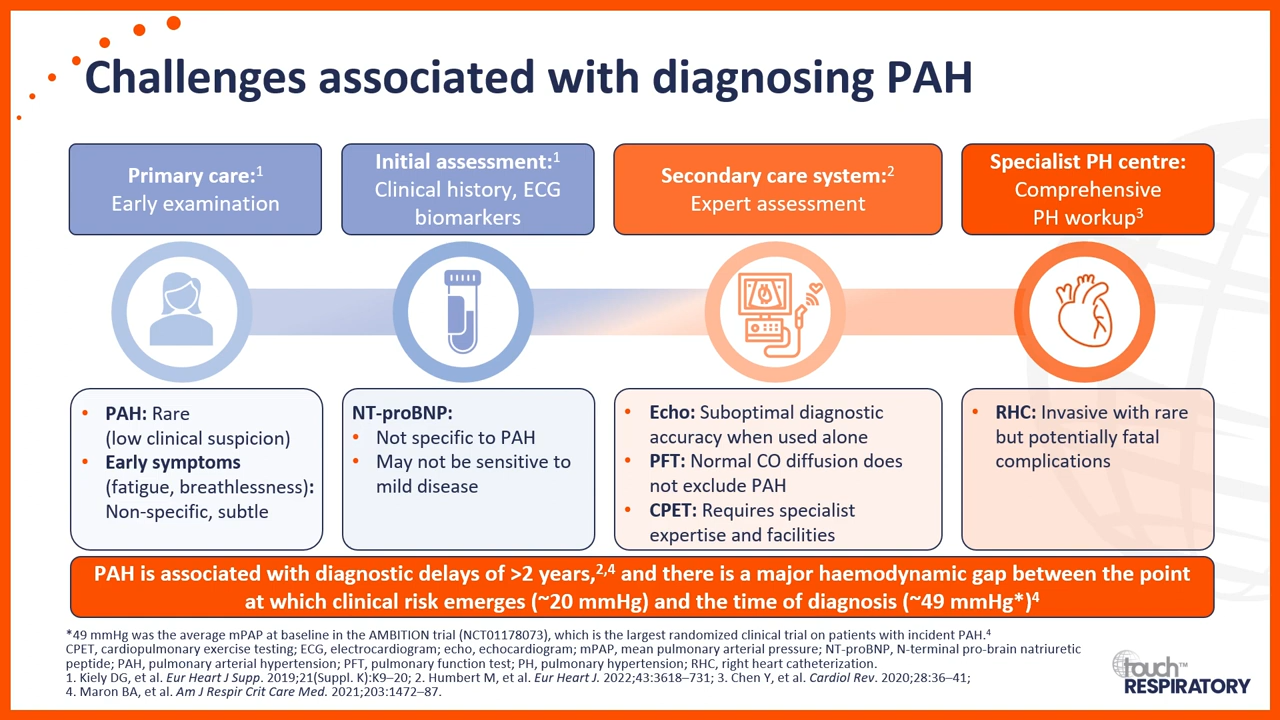 Challenges associated with diagnosing PAH
Primary care:1
Early examination
Initial assessment:1
Clinical history, ECG
biomarkers
Secondary care system:2
Expert assessment
Specialist PH centre:
Comprehensive
PH workup3
• PAH: Rare
(low clinical suspicion)
• Early symptoms
(fatigue, breathlessness):
Non-specific, subtle
NT-proBNP:
• Not specific to PAH
• May not be sensitive to
mild disease
• Echo: Suboptimal diagnostic
accuracy when used alone
• PFT: Normal CO diffusion does
not exclude PAH
• CPET: Requires specialist
expertise and facilities
• RHC: Invasive with rare
but potentially fatal
complications
PAH is associated with diagnostic delays of >2 years,2,4 and there is a major haemodynamic gap between the point
at which clinical risk emerges (~20 mmHg) and the time of diagnosis (~49 mmHg*)4
*49 mmHg was the average mPAP at baseline in the AMBITION trial (NCT01178073), which is the largest randomized clinical trial on patients with incident PAH.4
CPET, cardiopulmonary exercise testing; ECG, electrocardiogram; echo, echocardiogram; mPAP, mean pulmonary arterial pressure; NT-proBNP, N-terminal pro-brain natriuretic
peptide; PAH, pulmonary arterial hypertension; PFT, pulmonary function test; PH, pulmonary hypertension; RHC, right heart catheterization.
1. Kiely DG, et al. Eur Heart J Supp. 2019;21(Suppl. K):K9–20; 2. Humbert M, et al. Eur Heart J. 2022;43:3618–731; 3. Chen Y, et al. Cardiol Rev. 2020;28:36–41;
4. Maron BA, et al. Am J Respir Crit Care Med. 2021;203:1472–87.
touch™
RESPIRATORY